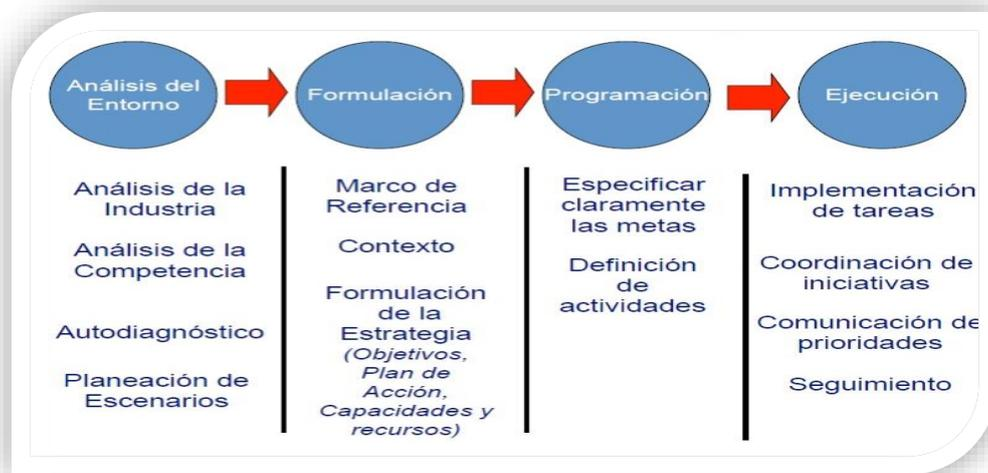 Análisis del
Entorno
Formulación
Programación
Ejecución
Análisis de la
Industria
Análisis de la
Competencia
Autodiagnóstico
Planeación de
Escenarios
Marco de
Referencia
Contexto
Formulación
de la
Estrategia
(Objetivos,
Plan de
Acción,
Capacidades y
recursos)
Especificar
claramente
las metas
Definición
de
actividades
Implementación
de tareas
Coordinación de
iniciativas
Comunicación de
prioridades
Seguimiento